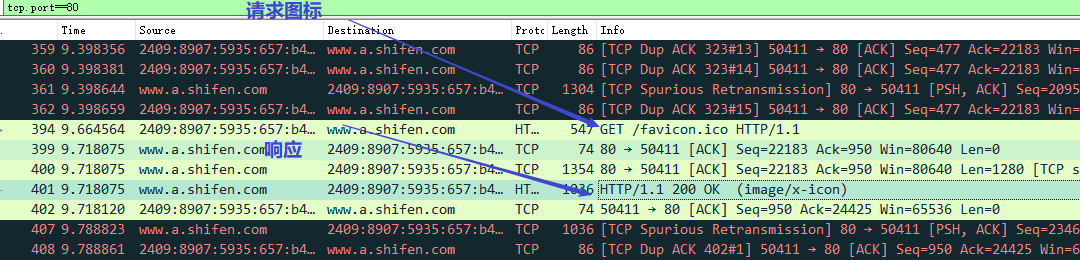 tcp.port==80
请求图标
Time Source Destination Protc Length Info
359 9.398356 2409:8907:5935:657:b4… www.a.shifen.com TCP 86 [TCP Dup ACK 323#13] 50411 → 80 [ACK] Seq=477 Ack=22183 Win=
360 9.398381 2409:8907:5935:657:b4… www.a.shifen.com TCP 86 [TCP Dup ACK 323#14] 50411 → 80 [ACK] Seq=477 Ack=22183 Win=
361 9.398644 www.a.shifen.com 2409:8907:5935:657:b4… TCP 1304 [TCP Spurious Retransmission] 80 → 50411 [PSH, ACK] Seq=2095
362 9.398659 2409:8907:5935:657:b4… www.a.shifen.com TCP 86 [TCP Dup ACK 323#15] 50411 → 80 [ACK] Seq=477 Ack=22183 Win=
394 9.664564 2409:8907:5935:657:b4… www.a.shifen.com HT… 547 GET /favicon.ico HTTP/1.1
399 9.718075 www.a.shifen.com 2409:8907:5935:657:b4… TCP 74 80 → 50411 [ACK] Seq=22183 Ack=950 Win=80640 Len=0
响应
400 9.718075 www.a.shifen.com 2409:8907:5935:657:b4… TCP 1354 80 → 50411 [ACK] Seq=22183 Ack=950 Win=80640 Len=1280 [TCP s
401 9.718075 www.a.shifen.com 2409:8907:5935:657:b4… HT… 1036 HTTP/1.1 200 OK (image/x-icon)
402 9.718120 2409:8907:5935:657:b4… www.a.shifen.com TCP 74 50411 → 80 [ACK] Seq=950 Ack=24425 Win=65536 Len=0
407 9.788823 www.a.shifen.com 2409:8907:5935:657:b4… TCP 1036 [TCP Spurious Retransmission] 80 → 50411 [PSH, ACK] Seq=2346
408 9.788861 2409:8907:5935:657:b4… www.a.shifen.com TCP 86 [TCP Dup ACK 402#1] 50411 → 80 [ACK] Seq=950 Ack=24425 Win=6